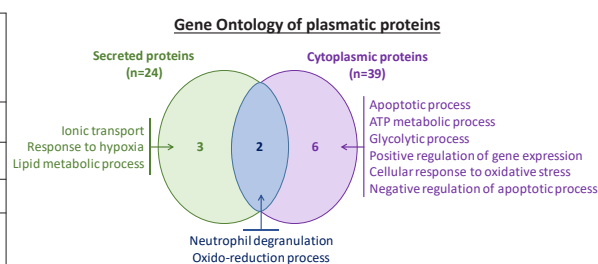 Gene Ontology of plasmatic proteins
Secreted proteins
(n=24)
Cytoplasmic proteins
(n=39)
Ionic transport
Response to hypoxia
Lipid metabolic process
3
2
6
Apoptotic process
ATP metabolic process
Glycolytic process
Positive regulation of gene expression
Cellular response to oxidative stress
Negative regulation of apoptotic process
Neutrophil degranulation
Oxido-reduction process